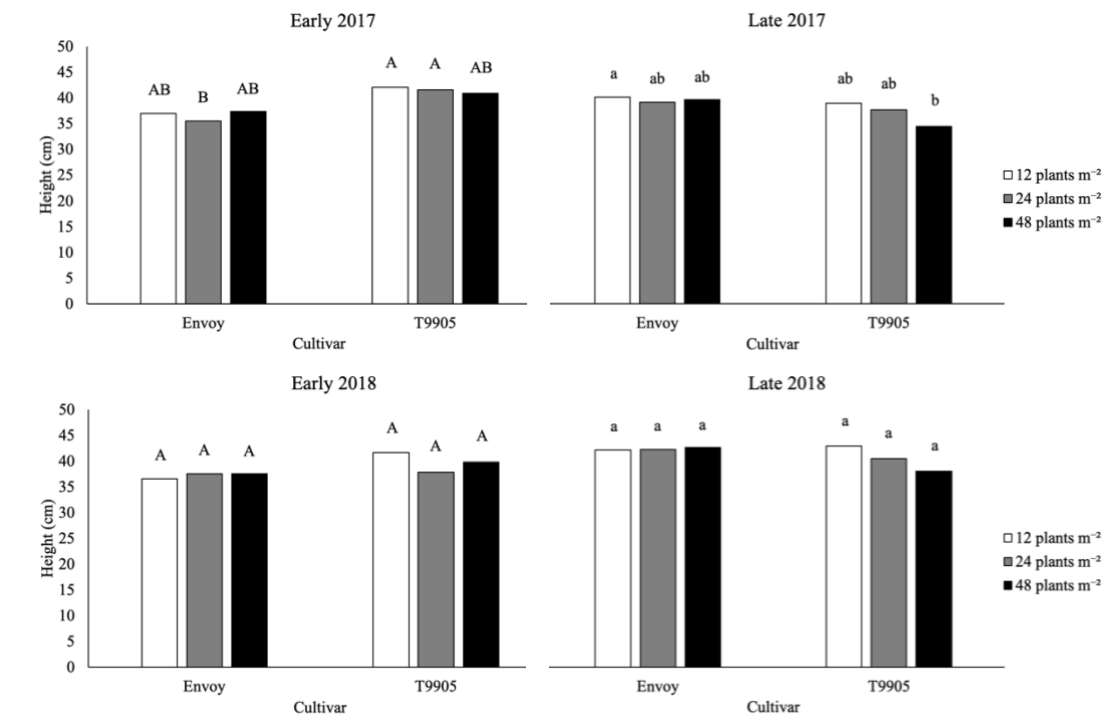 Early 2017
Late 2017
50
45
40
35
30
25
20
15
10
5
0
Height (cm)
AB
B
AB
A
A
AB
Envoy
T9905
Cultivar
a
ab
ab
ab
ab
b
Envoy
T9905
Cultivar
12 plants m⁻²
24 plants m⁻²
48 plants m⁻²
Early 2018
Late 2018
50
45
40
35
30
25
20
15
10
5
0
Height (cm)
A
A
A
A
A
A
Envoy
T9905
Cultivar
a
a
a
a
a
a
Envoy
T9905
Cultivar
12 plants m⁻²
24 plants m⁻²
48 plants m⁻²